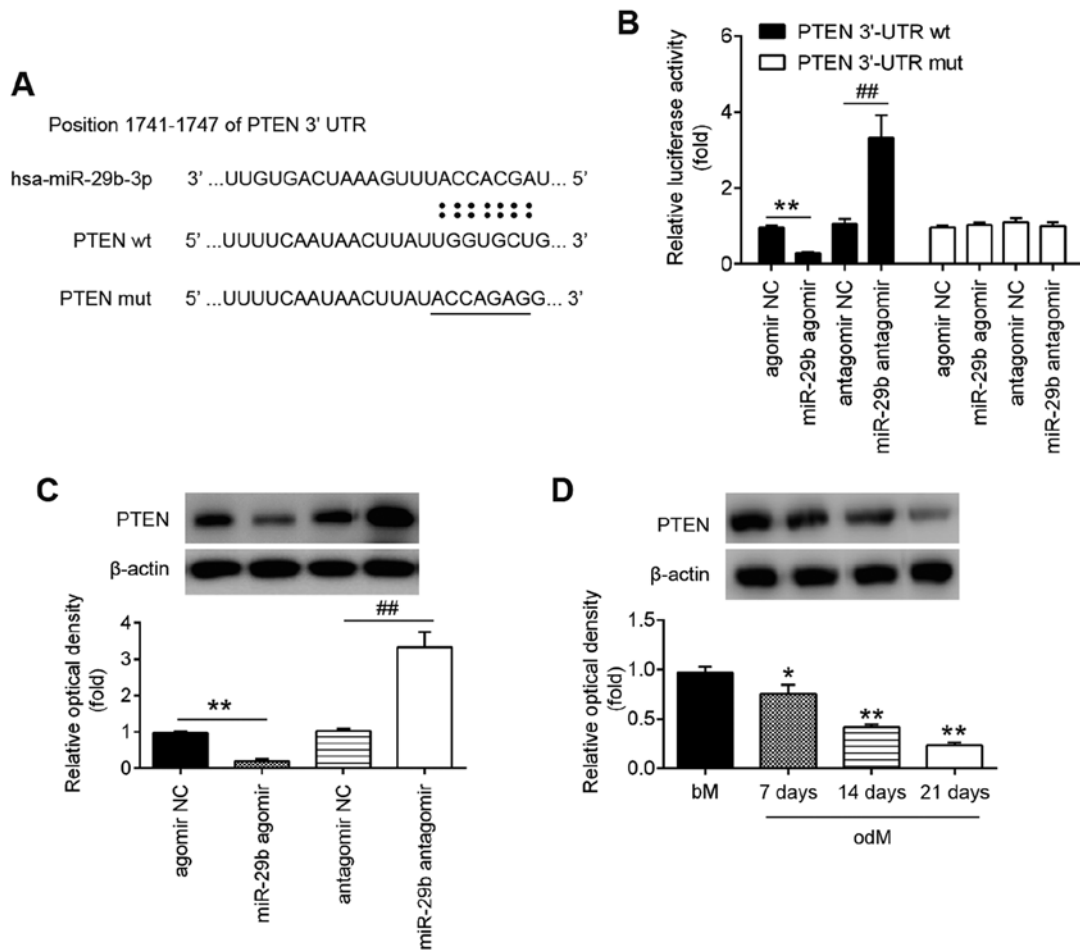 A
Position 1741-1747 of PTEN 3' UTR
hsa-miR-29b-3p 3' ...UUGUGACUAAAGUUUACCACGAU... 5'
PTEN wt 5' ...UUUUCAAUAACUUAUUGGUGCUG... 3'
PTEN mut 5' ...UUUUCAAUAACUUAUACCAGAGG... 3'
B
PTEN 3'-UTR wt
PTEN 3'-UTR mut
Relative luciferase activity
(fold)
6
4
2
0
**
##
agomir NC
miR-29b agomir
antagomir NC
miR-29b antagomir
agomir NC
miR-29b agomir
antagomir NC
miR-29b antagomir
C
PTEN
β-actin
Relative optical density
(fold)
4
3
2
1
0
**
##
agomir NC
miR-29b agomir
antagomir NC
miR-29b antagomir
D
PTEN
β-actin
Relative optical density
(fold)
1.5
1.0
0.5
0.0
*
**
**
bM 7 days 14 days 21 days
odM